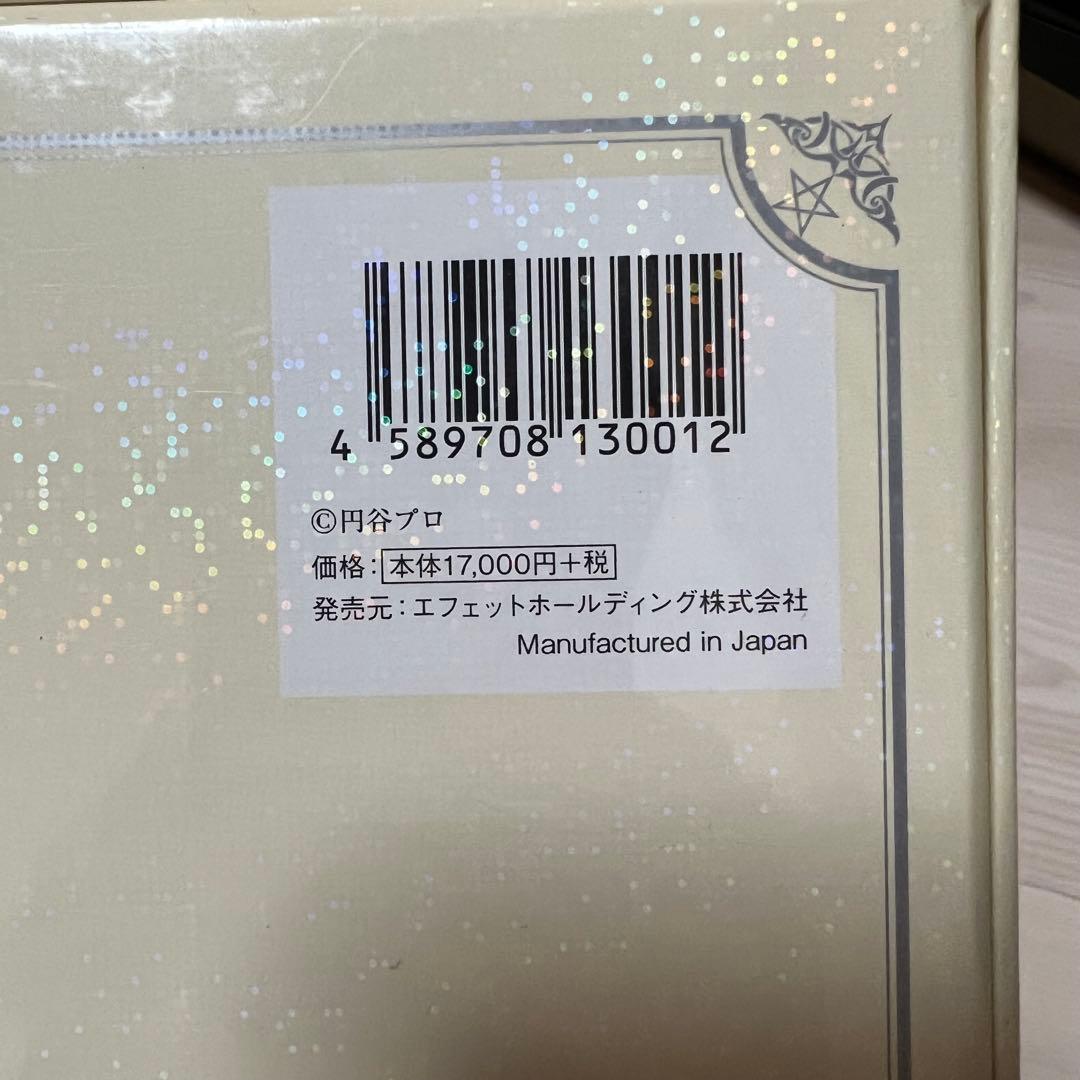 4 589708 130012
©円谷プロ
価格:本体17,000円+税
発売元:エフェットホールディング株式会社
Manufactured in Japan